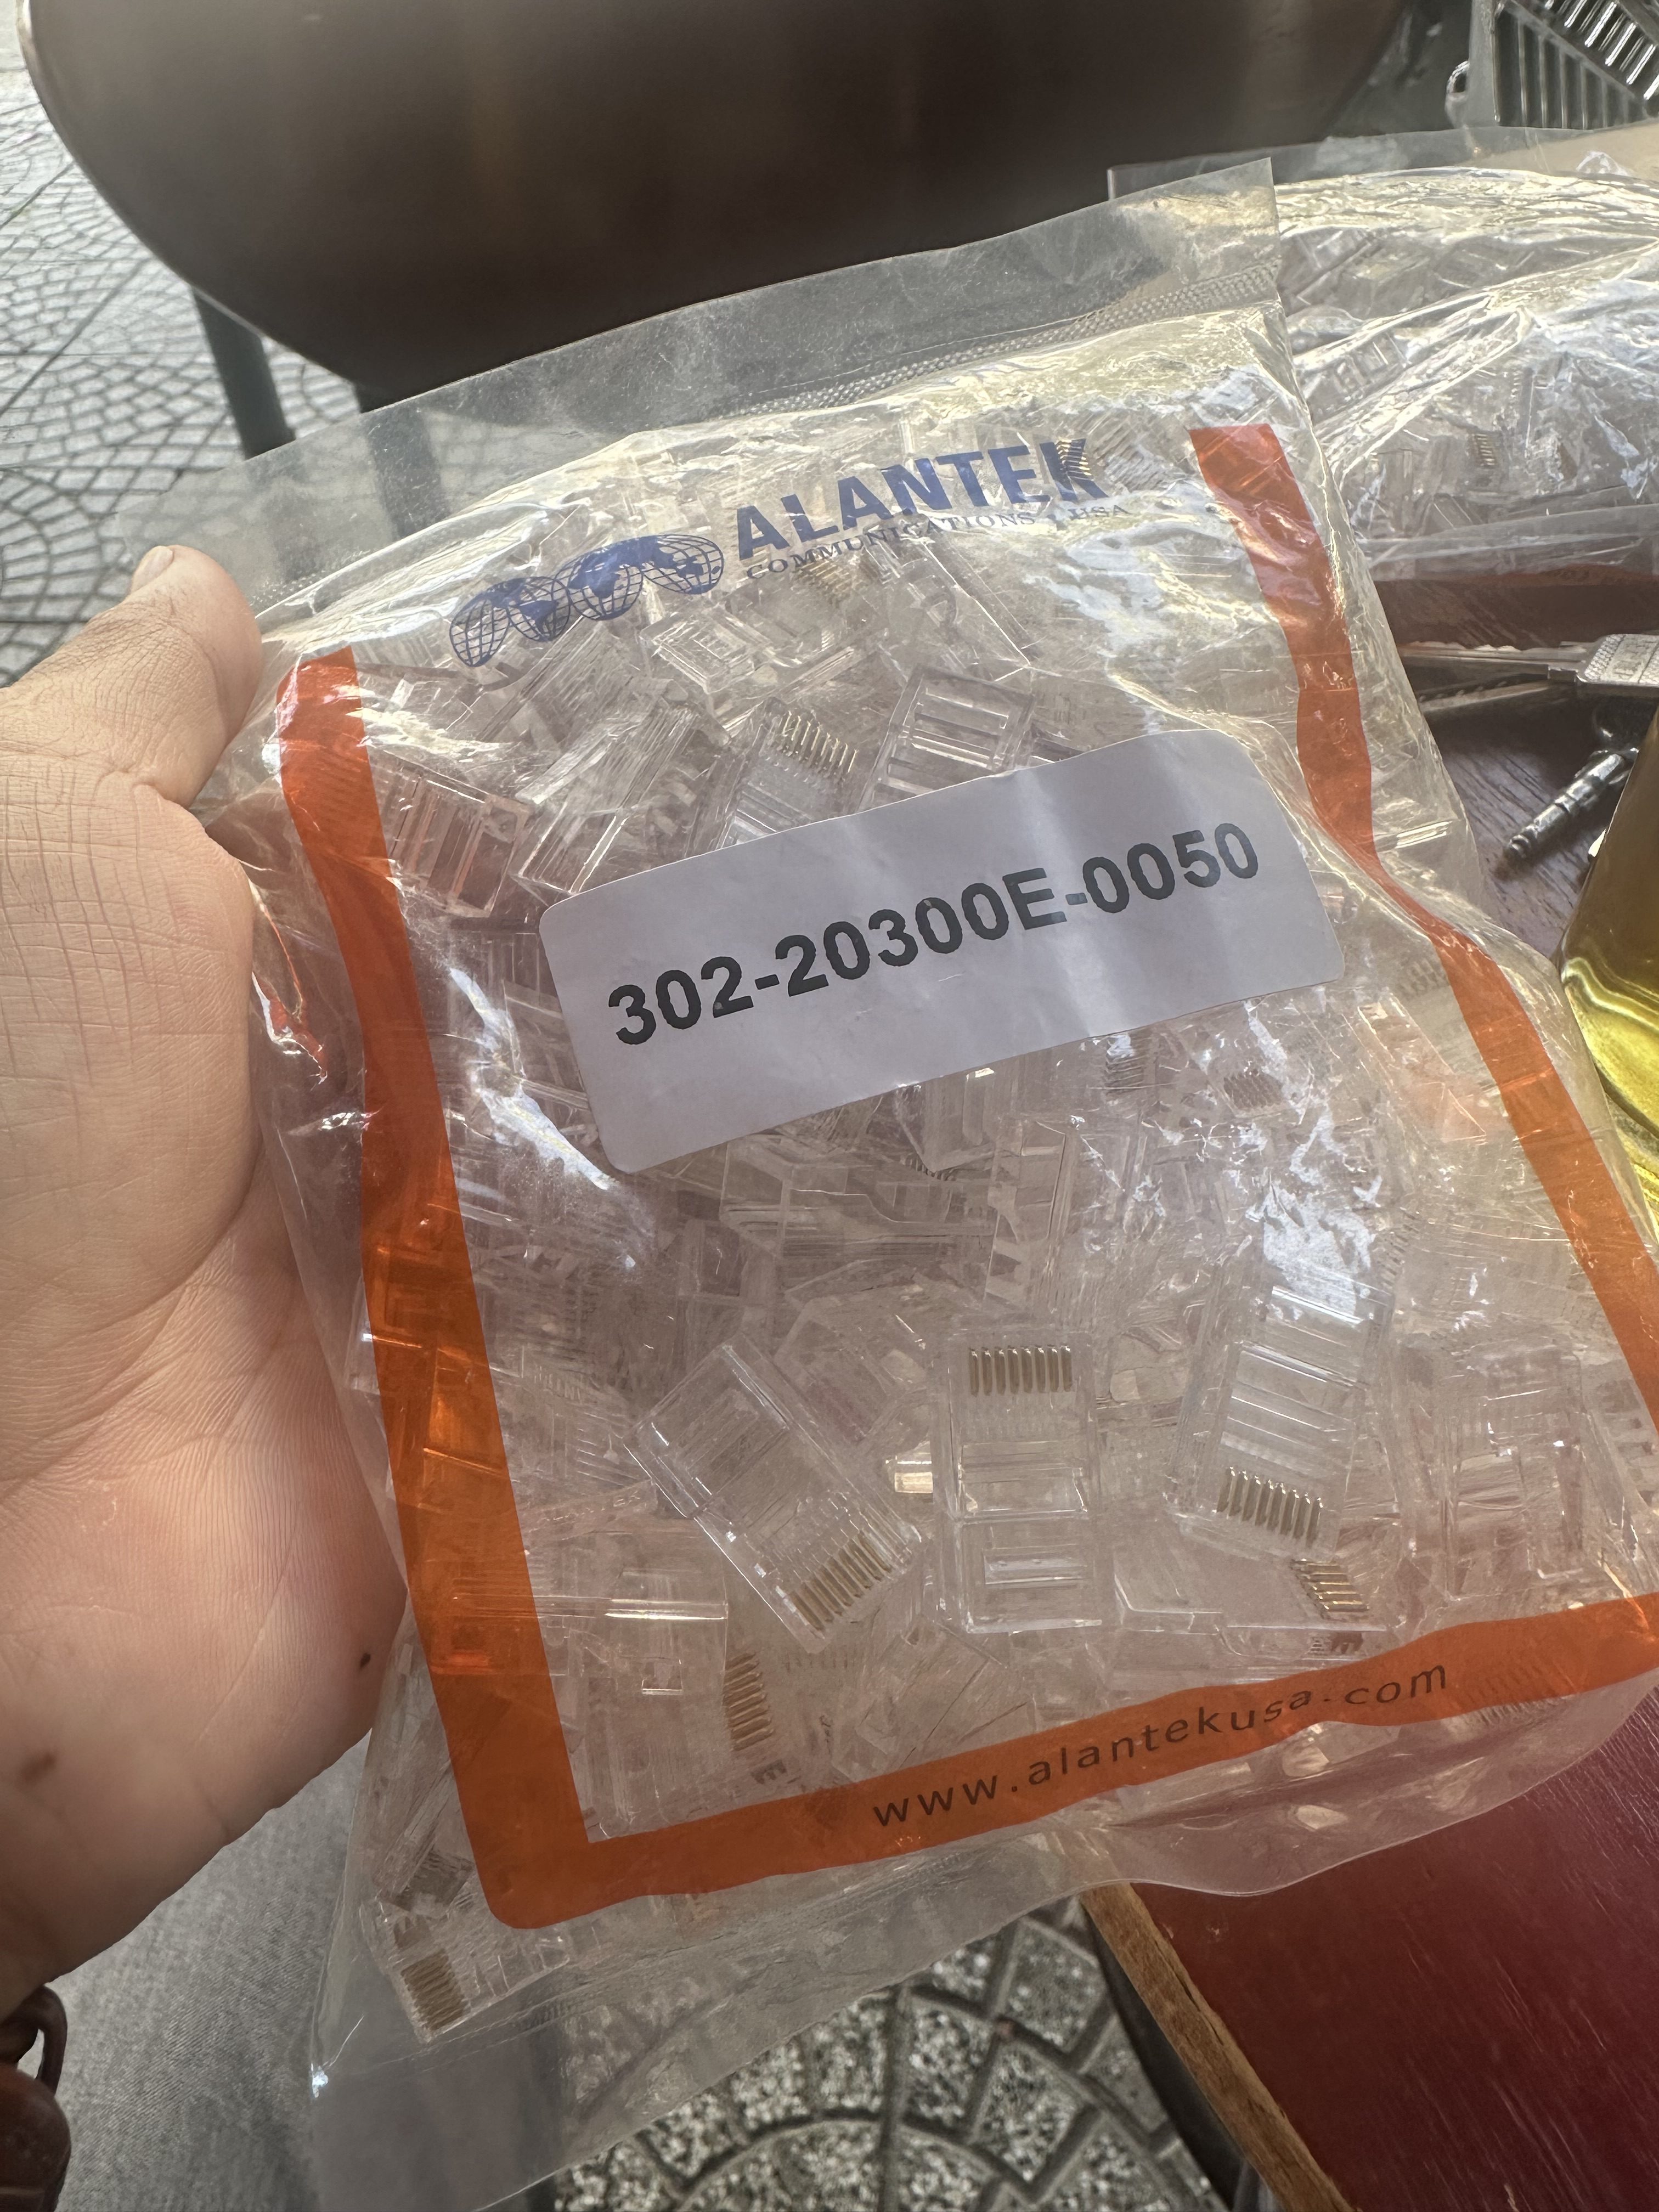 ALANTEK
COMMUNICATIONS USA
302-20300E-0050
www.alantekusa.com